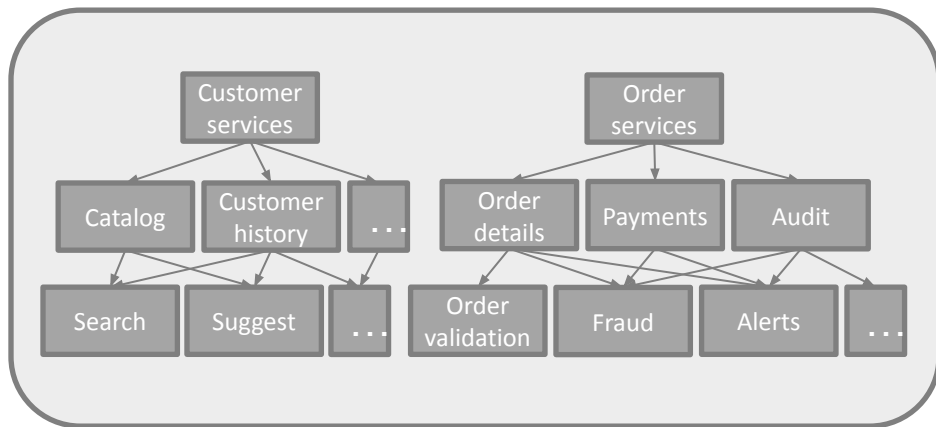 Customer
services
Order
services
Catalog
Customer
history
...
Order
details
Payments
Audit
Search
Suggest
...
Order
validation
Fraud
Alerts
...